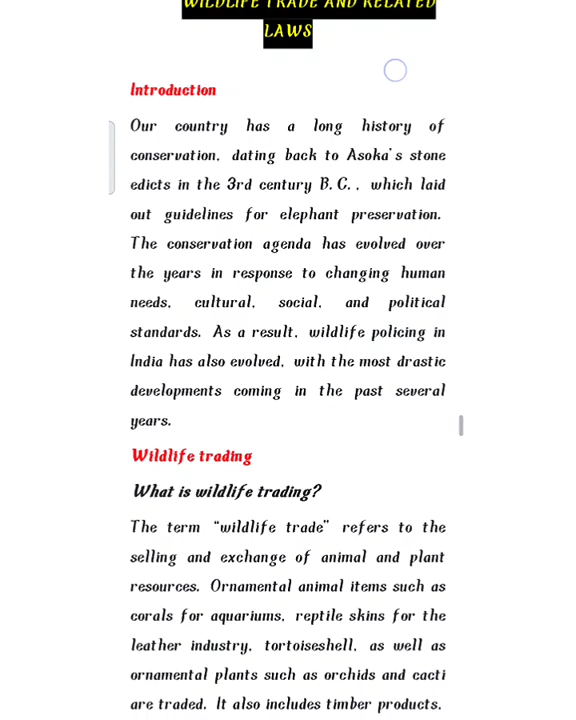 WILDLIFE TRADE AND RELATED
LAWS
Introduction
Our country has a long history of
conservation, dating back to Asoka's stone
edicts in the 3rd century B.C., which laid
out guidelines for elephant preservation.
The conservation agenda has evolved over
the years in response to changing human
needs, cultural, social, and political
standards. As a result, wildlife policing in
India has also evolved, with the most drastic
developments coming in the past several
years.
Wildlife trading
What is wildlife trading?
The term “wildlife trade” refers to the
selling and exchange of animal and plant
resources. Ornamental animal items such as
corals for aquariums, reptile skins for the
leather industry, tortoiseshell, as well as
ornamental plants such as orchids and cacti
are traded. It also includes timber products,